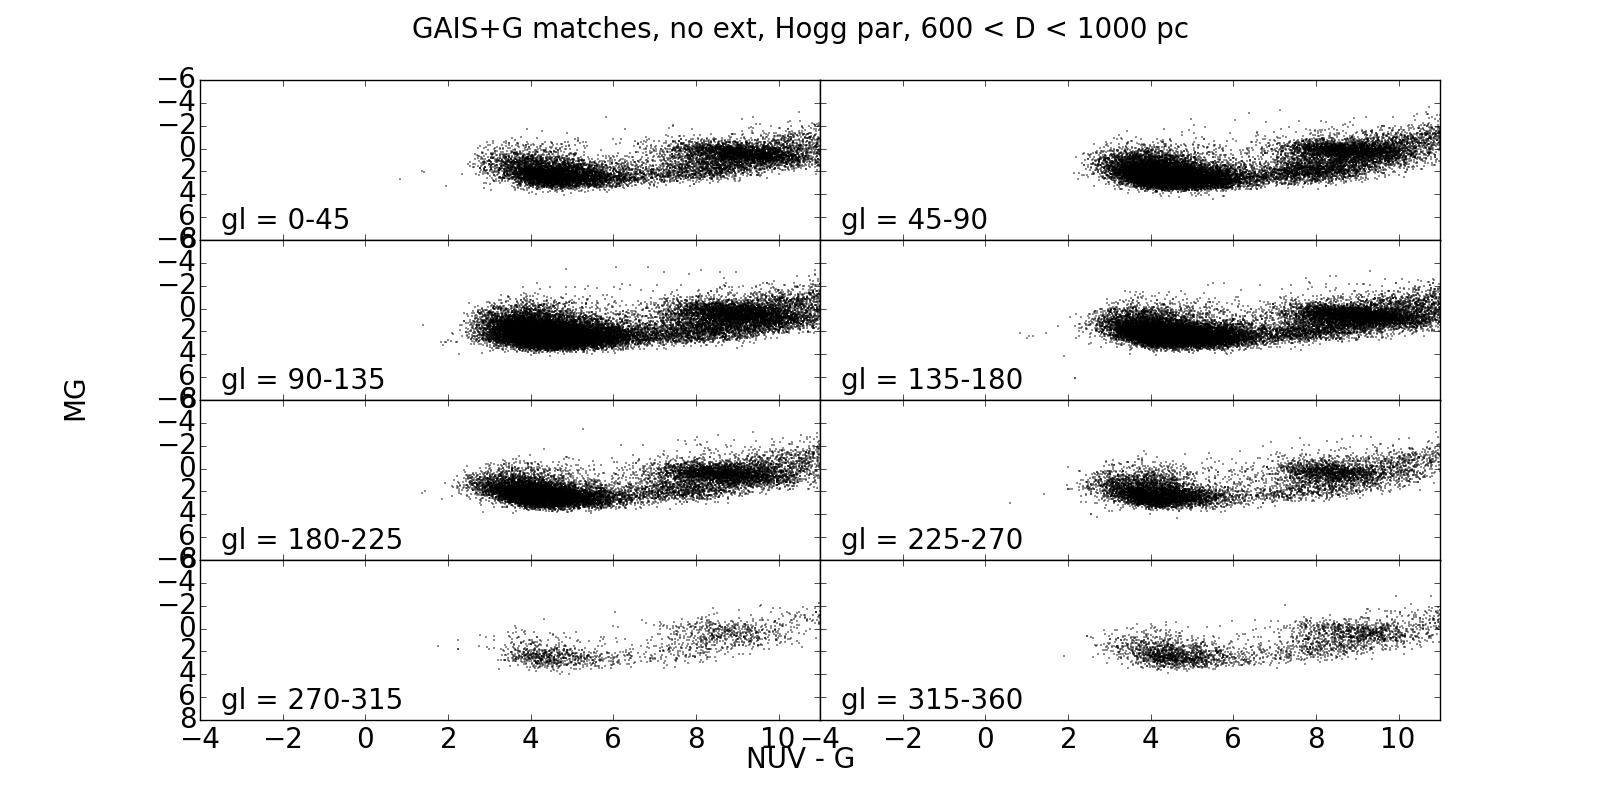 GAIS+G matches, no ext, Hogg par, 600 < D < 1000 pc
−6
−4
−2
0
2
4
6
8
gl = 0-45
gl = 45-90
−6
−4
−2
0
2
4
6
8
gl = 90-135
gl = 135-180
MG
−6
−4
−2
0
2
4
6
8
gl = 180-225
gl = 225-270
−6
−4
−2
0
2
4
6
8
gl = 270-315
gl = 315-360
−4 −2 0 2 4 6 8 10 −4 −2 0 2 4 6 8 10
NUV - G